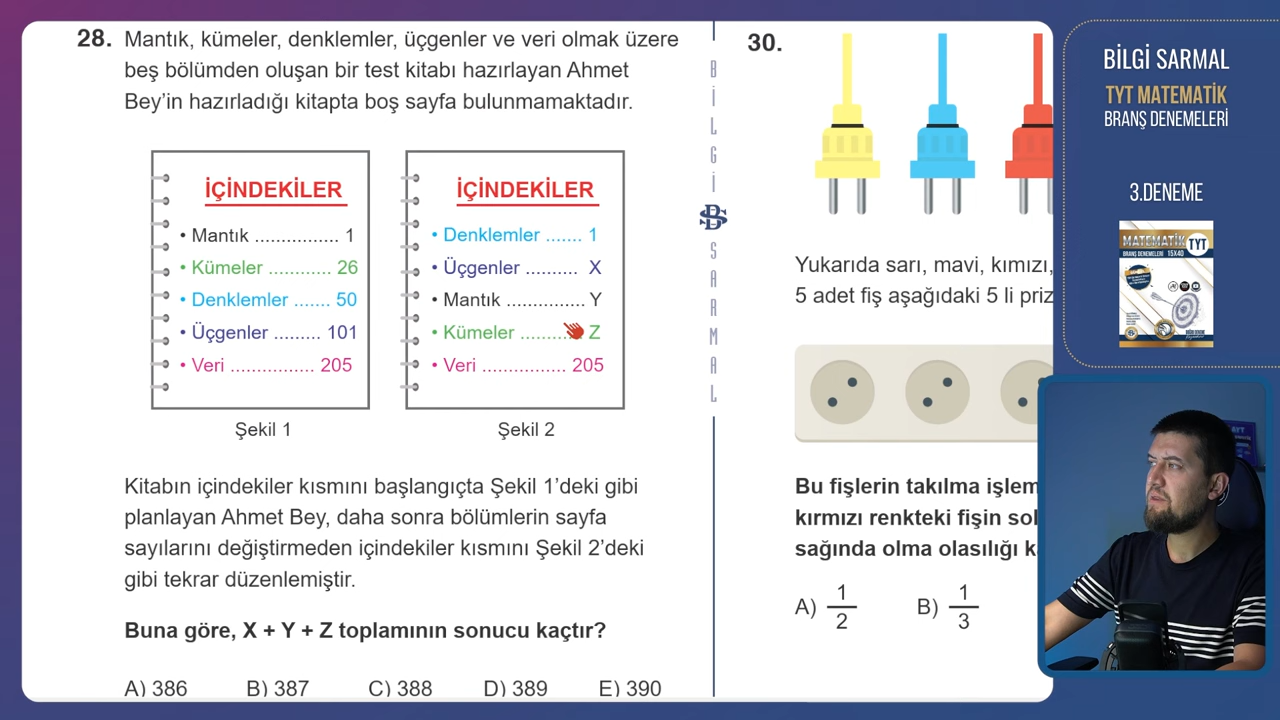 28. Mantık, kümeler, denklemler, üçgenler ve veri olmak üzere
beş bölümden oluşan bir test kitabı hazırlayan Ahmet
Bey’in hazırladığı kitapta boş sayfa bulunmamaktadır.
İÇİNDEKİLER
• Mantık ................ 1
• Kümeler ............ 26
• Denklemler ...... 50
• Üçgenler ......... 101
• Veri ............... 205
Şekil 1
İÇİNDEKİLER
• Denklemler ....... 1
• Üçgenler .......... X
• Mantık ............... Y
• Kümeler .......... Z
• Veri ................ 205
Şekil 2
Kitabın içindekiler kısmını başlangıçta Şekil 1’deki gibi
planlayan Ahmet Bey, daha sonra bölümlerin sayfa
sayılarını değiştirmeden içindekiler kısmını Şekil 2’deki
gibi tekrar düzenlemiştir.
Buna göre, X + Y + Z toplamının sonucu kaçtır?
A) 386 B) 387 C) 388 D) 389 E) 390
BİLGİ SARMAL
30.
Yukarıda sarı, mavi, kımızı,
5 adet fiş aşağıdaki 5 li priz
Bu fişlerin takılma işlem
kırmızı renkteki fişin sol
sağında olma olasılığı k
A) 1/2 B) 1/3
BİLGİ SARMAL
TYT MATEMATİK
BRANŞ DENEMELERİ
3.DENEME
MATEMATİK TYT
BRANŞ DENEMELERİ 15X40